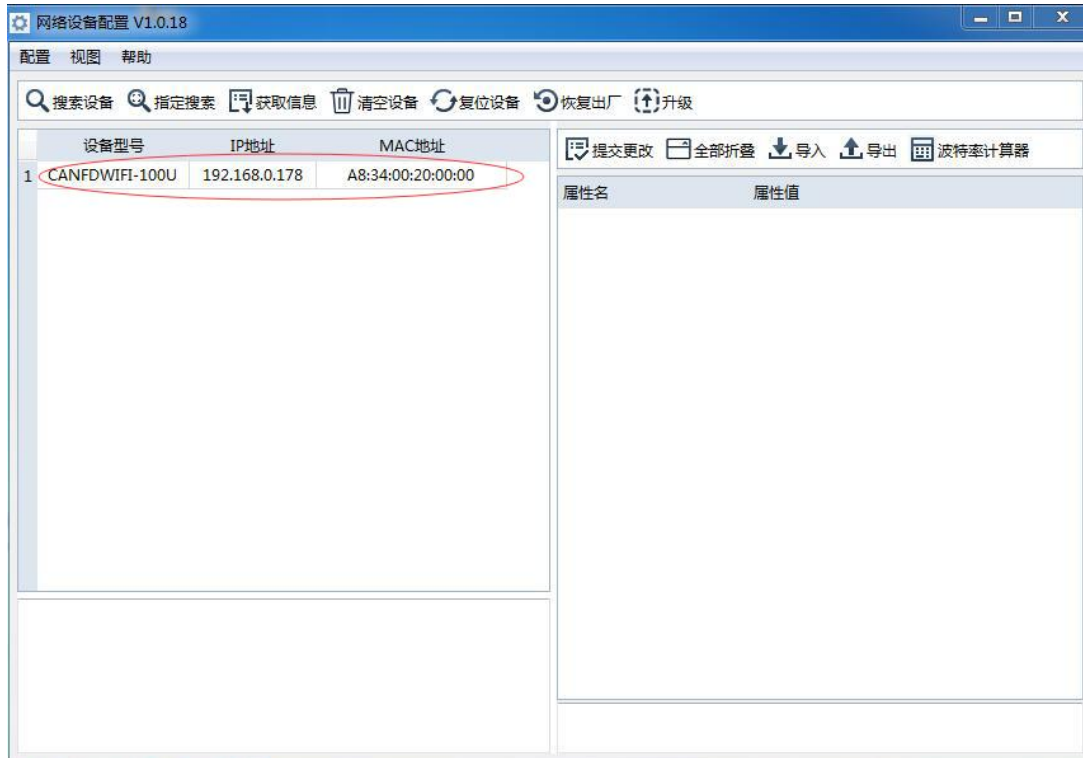 网络设备配置 V1.0.18
配置 视图 帮助
搜索设备 指定搜索 获取信息 清空设备 复位设备 恢复出厂 升级
设备型号 IP地址 MAC地址
1 CANFDWIFI-100U 192.168.0.178 A8:34:00:20:00:00
提交更改 全部折叠 导入 导出 波特率计算器
属性名 属性值